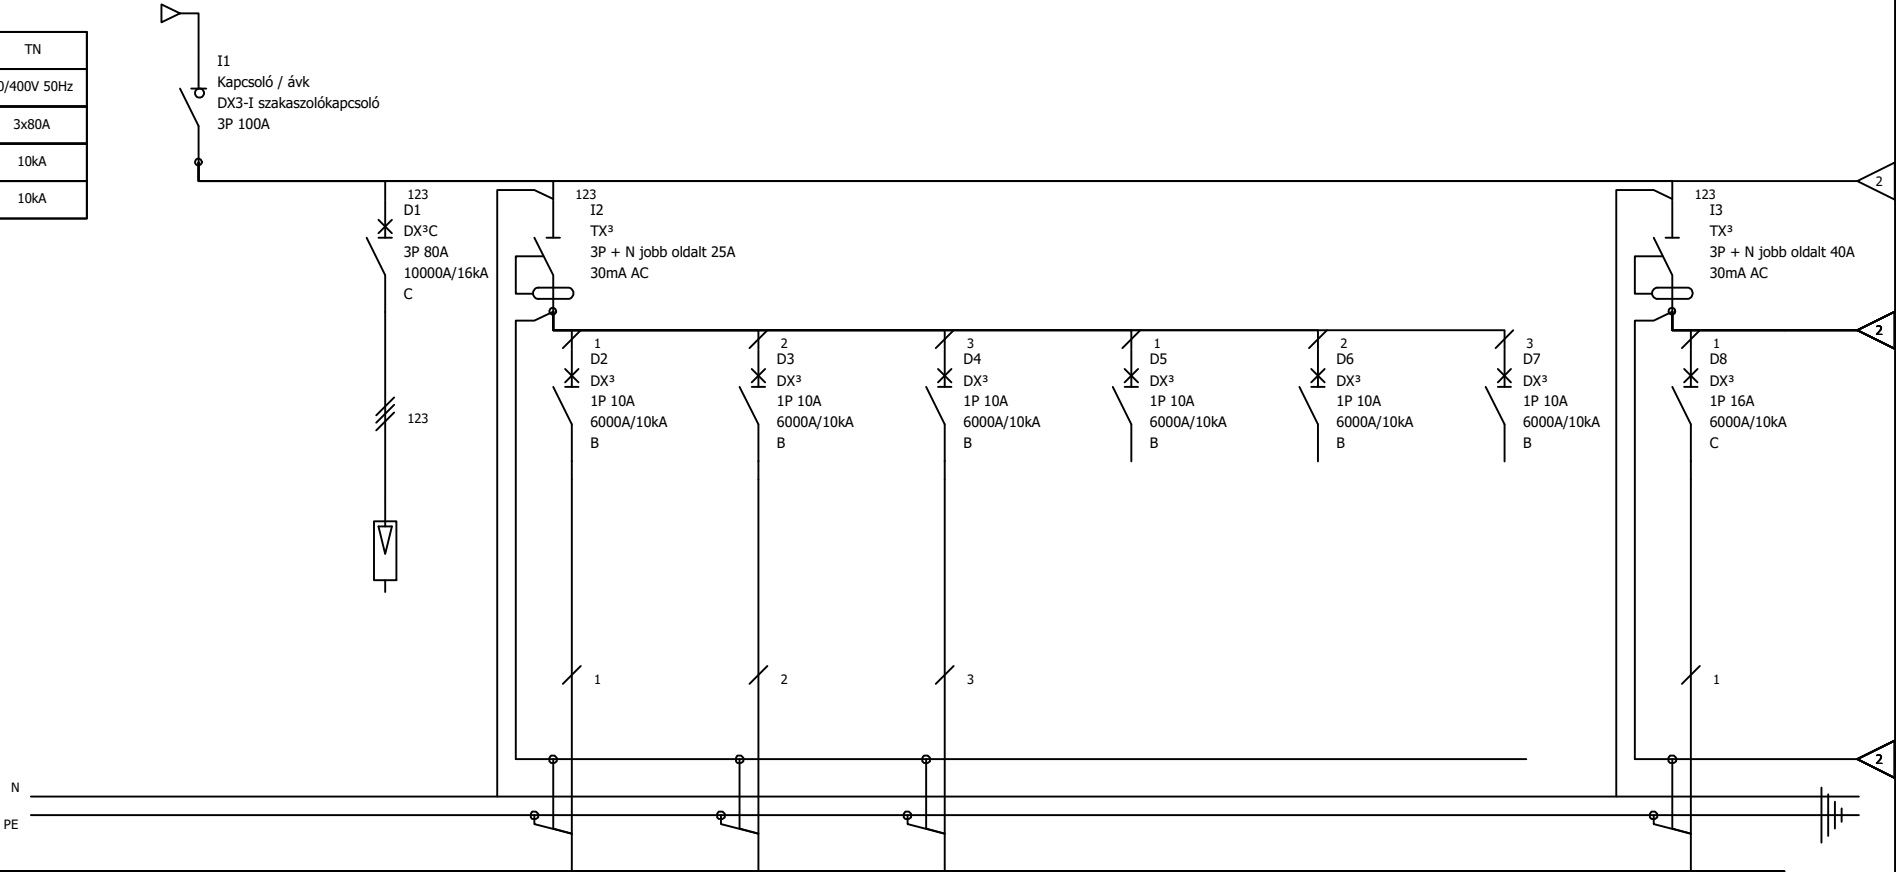 TN
0/400V 50Hz
3x80A
10kA
10kA
I1
Kapcsoló / ávk
DX3-I szakaszolókapcsoló
3P 100A
2
123
D1
DX³C
3P 80A
10000A/16kA
C
123
123
I2
TX³
3P + N jobb oldalt 25A
30mA AC
123
I3
TX³
3P + N jobb oldalt 40A
30mA AC
2
1
D2
DX³
1P 10A
6000A/10kA
B
2
D3
DX³
1P 10A
6000A/10kA
B
3
D4
DX³
1P 10A
6000A/10kA
B
1
D5
DX³
1P 10A
6000A/10kA
B
2
D6
DX³
1P 10A
6000A/10kA
B
3
D7
DX³
1P 10A
6000A/10kA
B
1
D8
DX³
1P 16A
6000A/10kA
C
1
2
3
1
2
N
PE